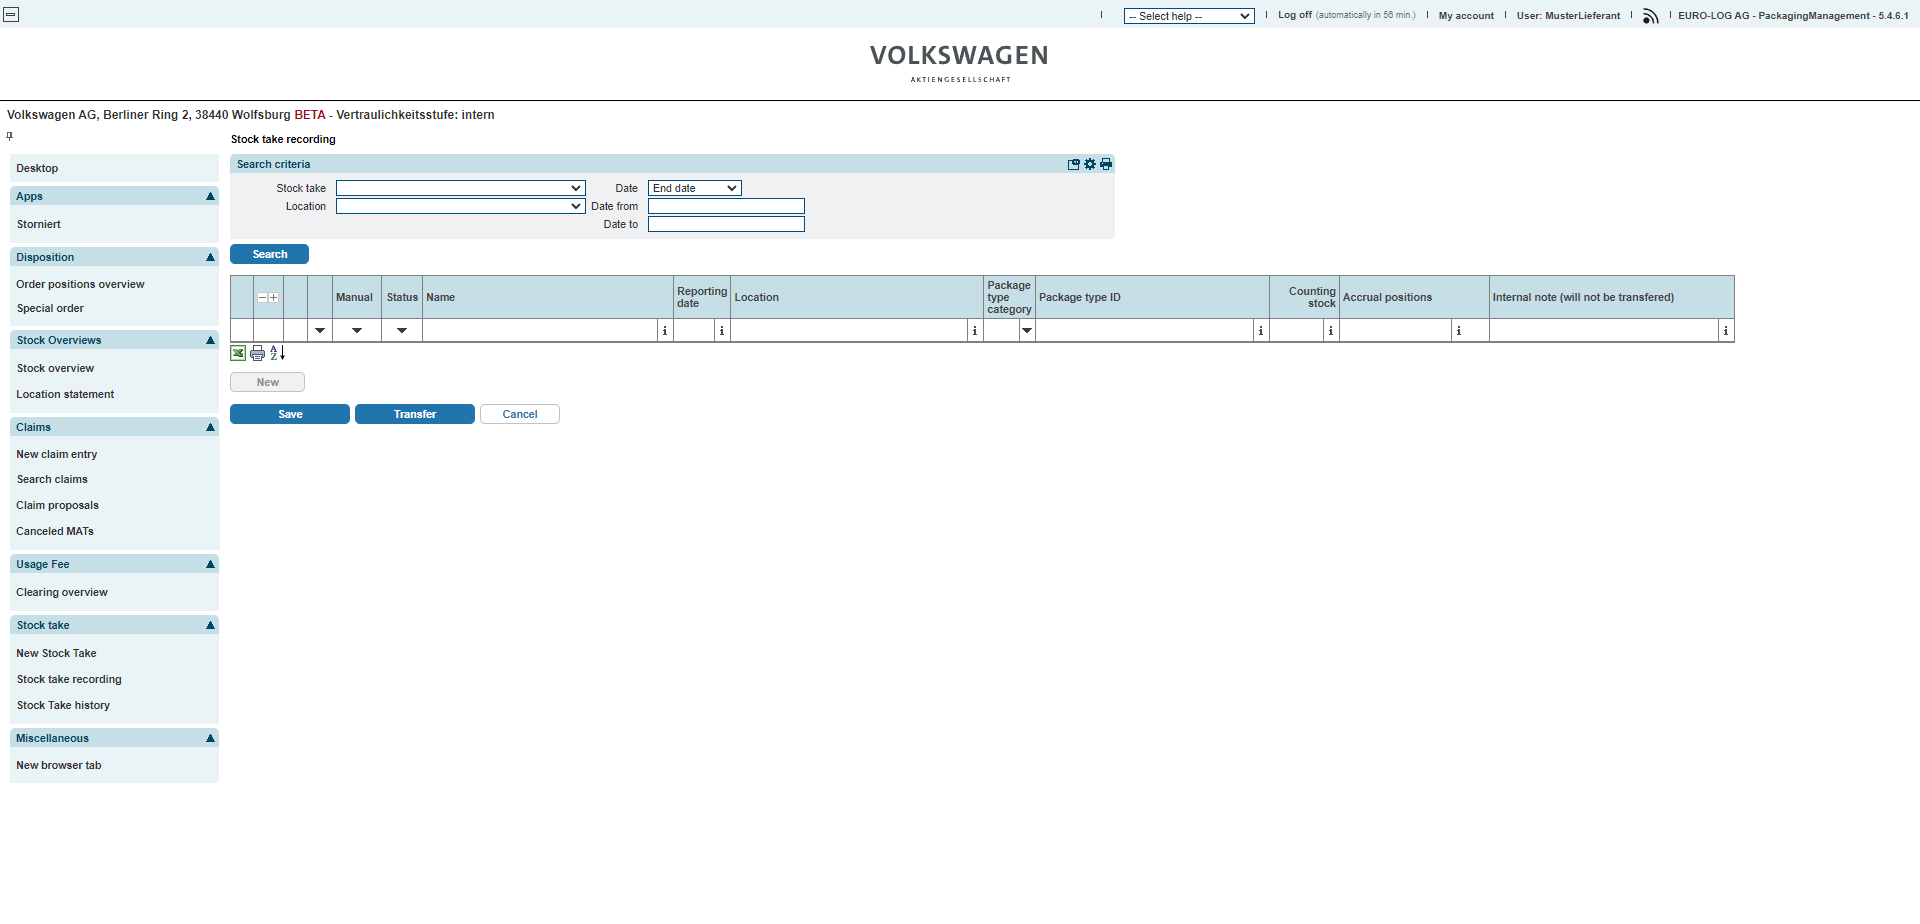 -- Select help --
Log off (automatically in 56 min.)
My account
User: MusterLieferant
EURO-LOG AG - PackagingManagement - 5.4.6.1
VOLKSWAGEN
AKTIENGESELLSCHAFT
Volkswagen AG, Berliner Ring 2, 38440 Wolfsburg BETA - Vertraulichkeitsstufe: intern
Desktop
Apps
Storniert
Disposition
Order positions overview
Special order
Stock Overviews
Stock overview
Location statement
Claims
New claim entry
Search claims
Claim proposals
Canceled MATs
Usage Fee
Clearing overview
Stock take
New Stock Take
Stock take recording
Stock Take history
Miscellaneous
New browser tab
Stock take recording
Search criteria
Stock take
Date
End date
Location
Date from
Date to
Search
Manual
Status
Name
Reporting
date
Location
Package
type
category
Package type ID
Counting
stock
Accrual positions
Internal note (will not be transfered)
New
Save
Transfer
Cancel